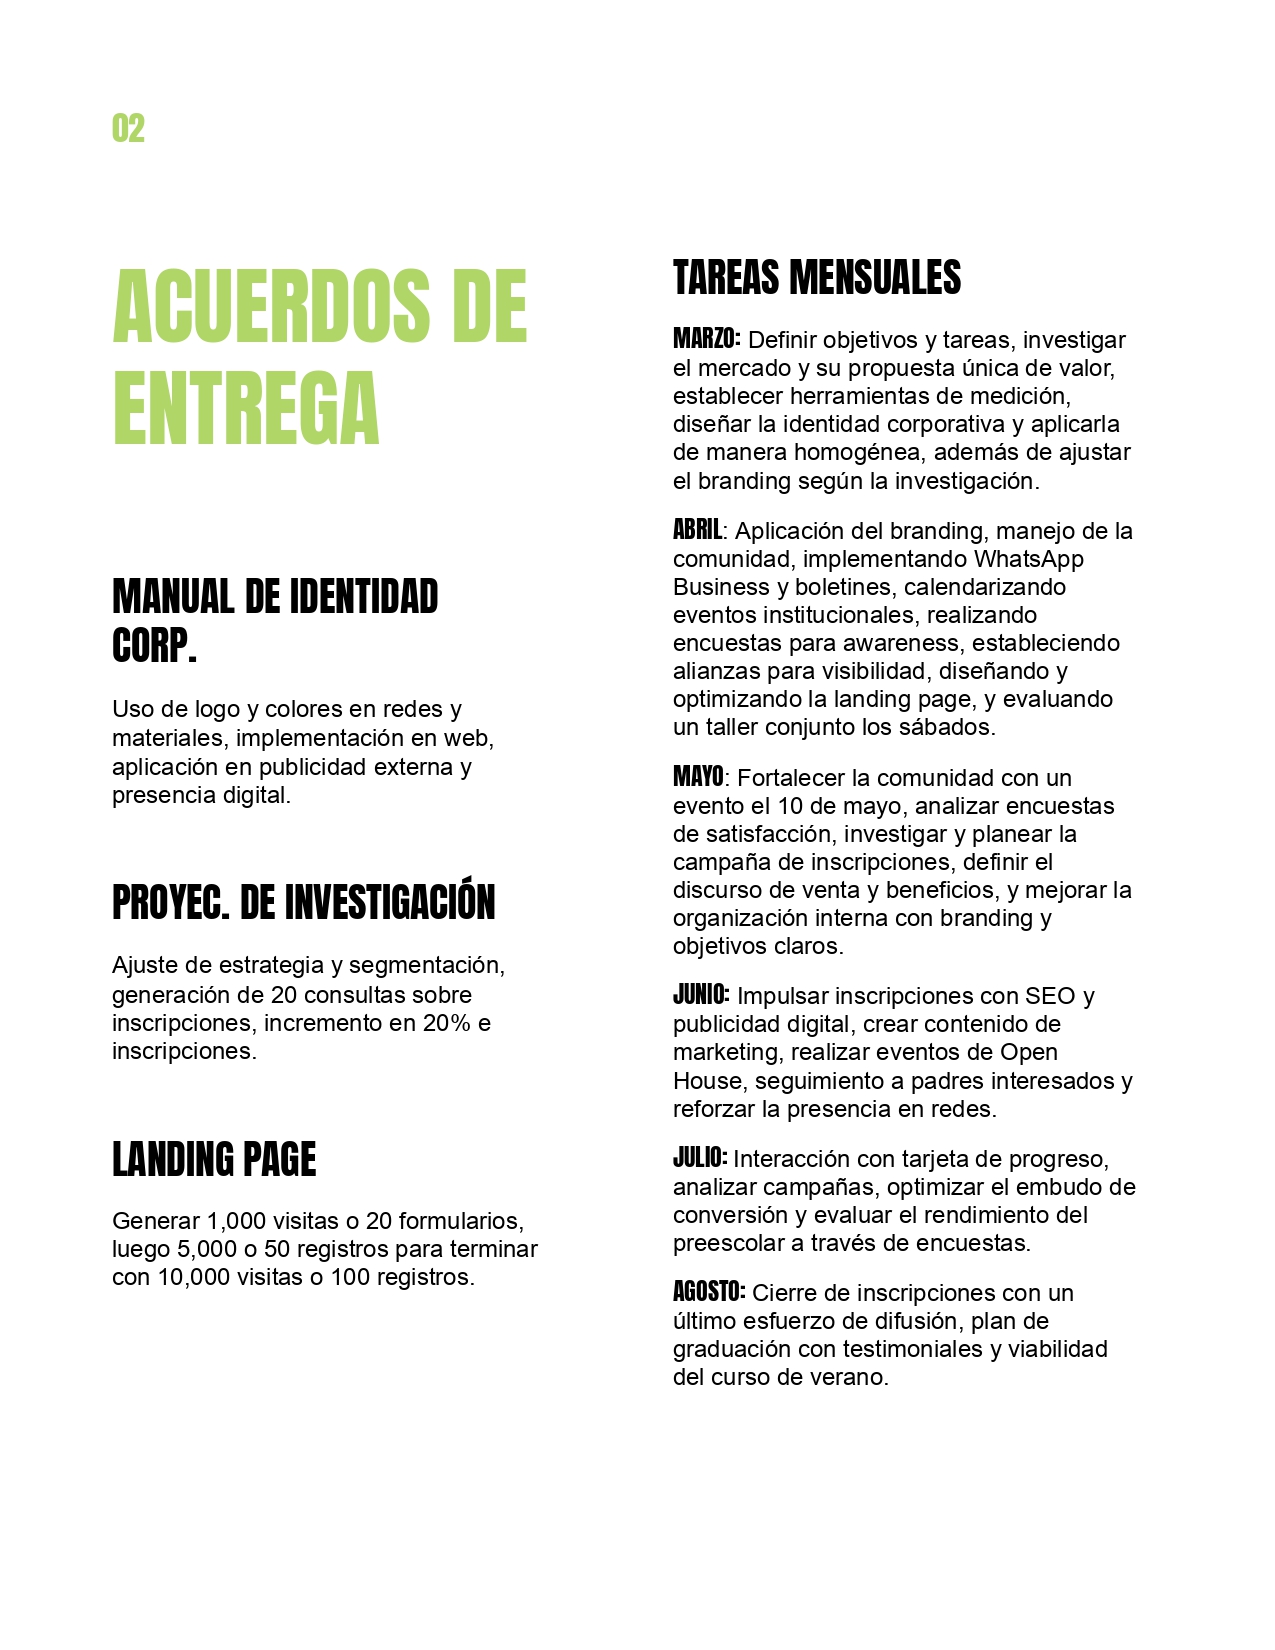 02
ACUERDOS DE
ENTREGA
MANUAL DE IDENTIDAD
CORP.
Uso de logo y colores en redes y
materiales, implementación en web,
aplicación en publicidad externa y
presencia digital.
PROYEC. DE INVESTIGACIÓN
Ajuste de estrategia y segmentación,
generación de 20 consultas sobre
inscripciones, incremento en 20% e
inscripciones.
LANDING PAGE
Generar 1,000 visitas o 20 formularios,
luego 5,000 o 50 registros para terminar
con 10,000 visitas o 100 registros.
TAREAS MENSUALES
MARZO: Definir objetivos y tareas, investigar
el mercado y su propuesta única de valor,
establecer herramientas de medición,
diseñar la identidad corporativa y aplicarla
de manera homogénea, además de ajustar
el branding según la investigación.
ABRIL: Aplicación del branding, manejo de la
comunidad, implementando WhatsApp
Business y boletines, calendarizando
eventos institucionales, realizando
encuestas para awareness, estableciendo
alianzas para visibilidad, diseñando y
optimizando la landing page, y evaluando
un taller conjunto los sábados.
MAYO: Fortalecer la comunidad con un
evento el 10 de mayo, analizar encuestas
de satisfacción, investigar y planear la
campaña de inscripciones, definir el
discurso de venta y beneficios, y mejorar la
organización interna con branding y
objetivos claros.
JUNIO: Impulsar inscripciones con SEO y
publicidad digital, crear contenido de
marketing, realizar eventos de Open
House, seguimiento a padres interesados y
reforzar la presencia en redes.
JULIO: Interacción con tarjeta de progreso,
analizar campañas, optimizar el embudo de
conversión y evaluar el rendimiento del
preescolar a través de encuestas.
AGOSTO: Cierre de inscripciones con un
último esfuerzo de difusión, plan de
graduación con testimoniales y viabilidad
del curso de verano.